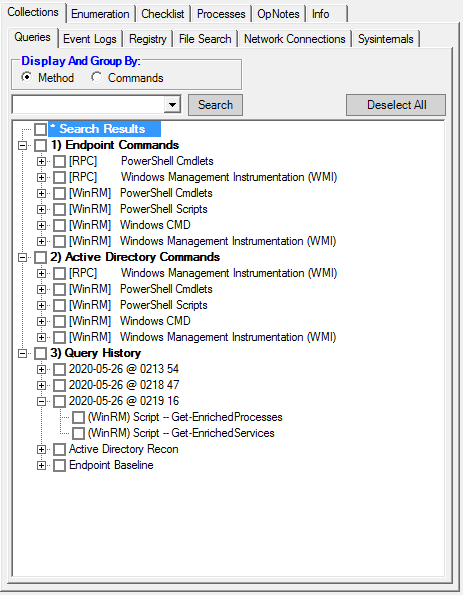 Collections Enumeration Checklist Processes OpNotes Info
Queries Event Logs Registry File Search Network Connections Sysinternals
Display And Group By:
Method Commands
Search Deselect All
* Search Results
1) Endpoint Commands
[RPC] PowerShell Cmdlets
[RPC] Windows Management Instrumentation (WMI)
[WinRM] PowerShell Cmdlets
[WinRM] PowerShell Scripts
[WinRM] Windows CMD
[WinRM] Windows Management Instrumentation (WMI)
2) Active Directory Commands
[RPC] Windows Management Instrumentation (WMI)
[WinRM] PowerShell Cmdlets
[WinRM] PowerShell Scripts
[WinRM] Windows CMD
[WinRM] Windows Management Instrumentation (WMI)
3) Query History
2020-05-26 @ 0213 54
2020-05-26 @ 0218 47
2020-05-26 @ 0219 16
(WinRM) Script -- Get-EnrichedProcesses
(WinRM) Script -- Get-EnrichedServices
Active Directory Recon
Endpoint Baseline